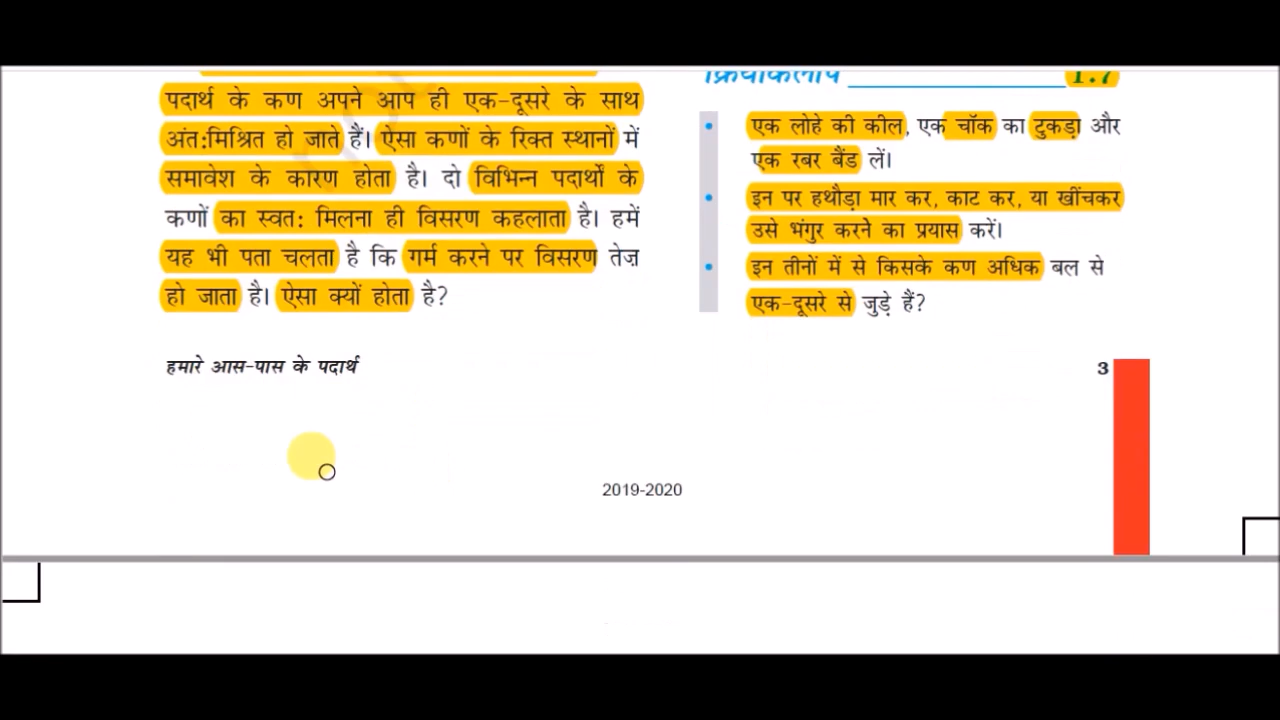 पदार्थ के कण अपने आप ही एक-दूसरे के साथ
अंत:मिश्रित हो जाते हैं। ऐसा कणों के रिक्त स्थानों में
समावेश के कारण होता है। दो विभिन्न पदार्थों के
कणों का स्वत: मिलना ही विसरण कहलाता है। हमें
यह भी पता चलता है कि गर्म करने पर विसरण तेज़
हो जाता है। ऐसा क्यों होता है?
क्रियाकलाप ____________ 1.7
• एक लोहे की कील, एक चॉक का टुकड़ा और
एक रबर बैंड लें।
• इन पर हथौड़ा मार कर, काट कर, या खींचकर
उसे भंगुर करने का प्रयास करें।
• इन तीनों में से किसके कण अधिक बल से
एक-दूसरे से जुड़े हैं?
हमारे आस-पास के पदार्थ
3
2019-2020